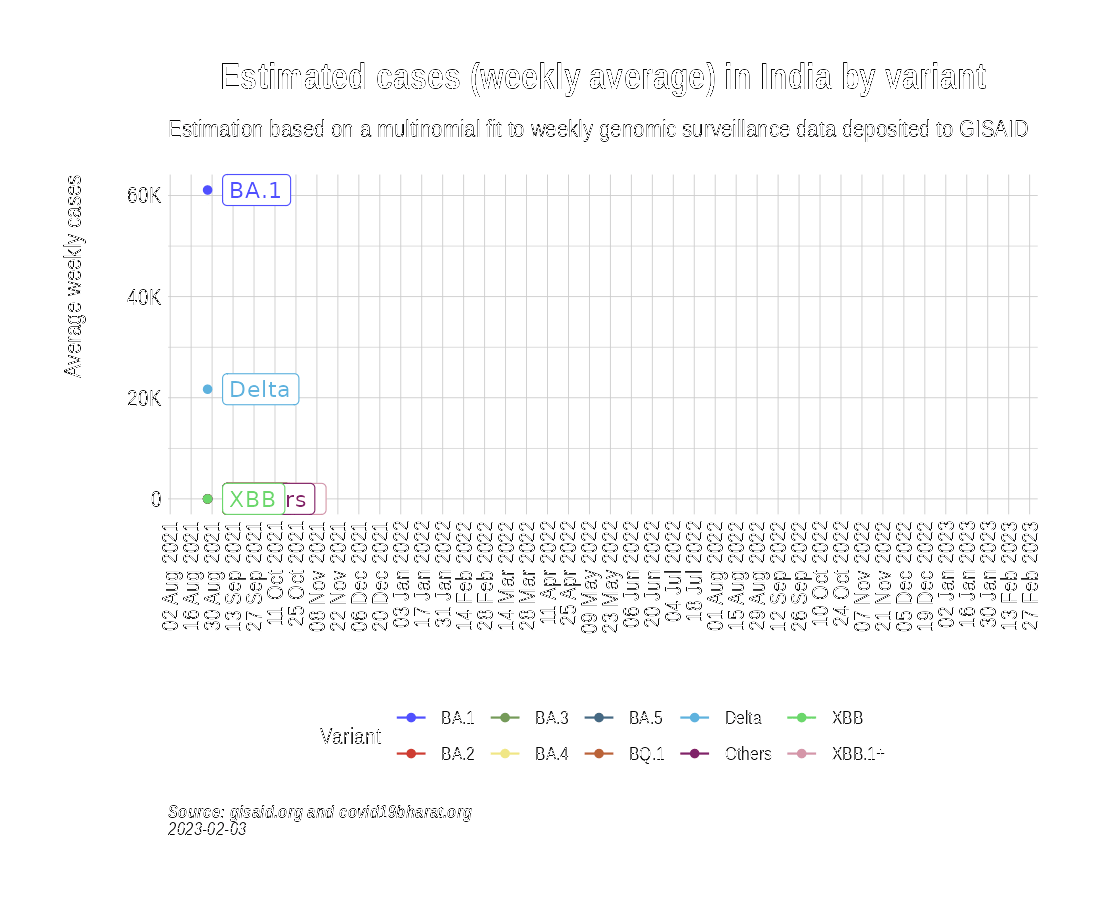 Estimated cases (weekly average) in India by variant
Estimation based on a multinomial fit to weekly genomic surveillance data deposited to GISAID
Average weekly cases
60K
40K
20K
0
BA.1
Delta
XBB
rs
02 Aug 2021
16 Aug 2021
30 Aug 2021
13 Sep 2021
27 Sep 2021
11 Oct 2021
25 Oct 2021
08 Nov 2021
22 Nov 2021
06 Dec 2021
20 Dec 2021
03 Jan 2022
17 Jan 2022
31 Jan 2022
14 Feb 2022
28 Feb 2022
14 Mar 2022
28 Mar 2022
11 Apr 2022
25 Apr 2022
09 May 2022
23 May 2022
06 Jun 2022
20 Jun 2022
04 Jul 2022
18 Jul 2022
01 Aug 2022
15 Aug 2022
29 Aug 2022
12 Sep 2022
26 Sep 2022
10 Oct 2022
24 Oct 2022
07 Nov 2022
21 Nov 2022
05 Dec 2022
19 Dec 2022
02 Jan 2023
16 Jan 2023
30 Jan 2023
13 Feb 2023
27 Feb 2023
Variant
BA.1 BA.3 BA.5 Delta XBB
BA.2 BA.4 BQ.1 Others XBB.1+
Source: gisaid.org and covid19bharat.org
2023-02-03